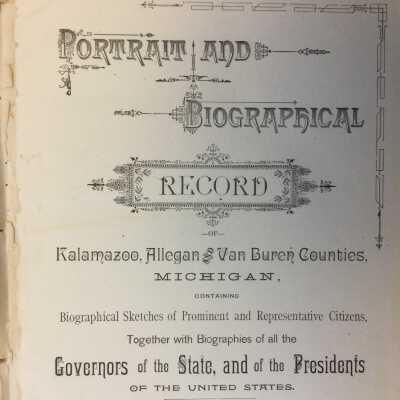 PORTRAIT AND
BIOGRAPHICAL
RECORD
—OF—
Kalamazoo, Allegan and Van Buren Counties,
MICHIGAN,
CONTAINING
Biographical Sketches of Prominent and Representative Citizens,
Together with Biographies of all the
Governors of the State, and of the Presidents
OF THE UNITED STATES.